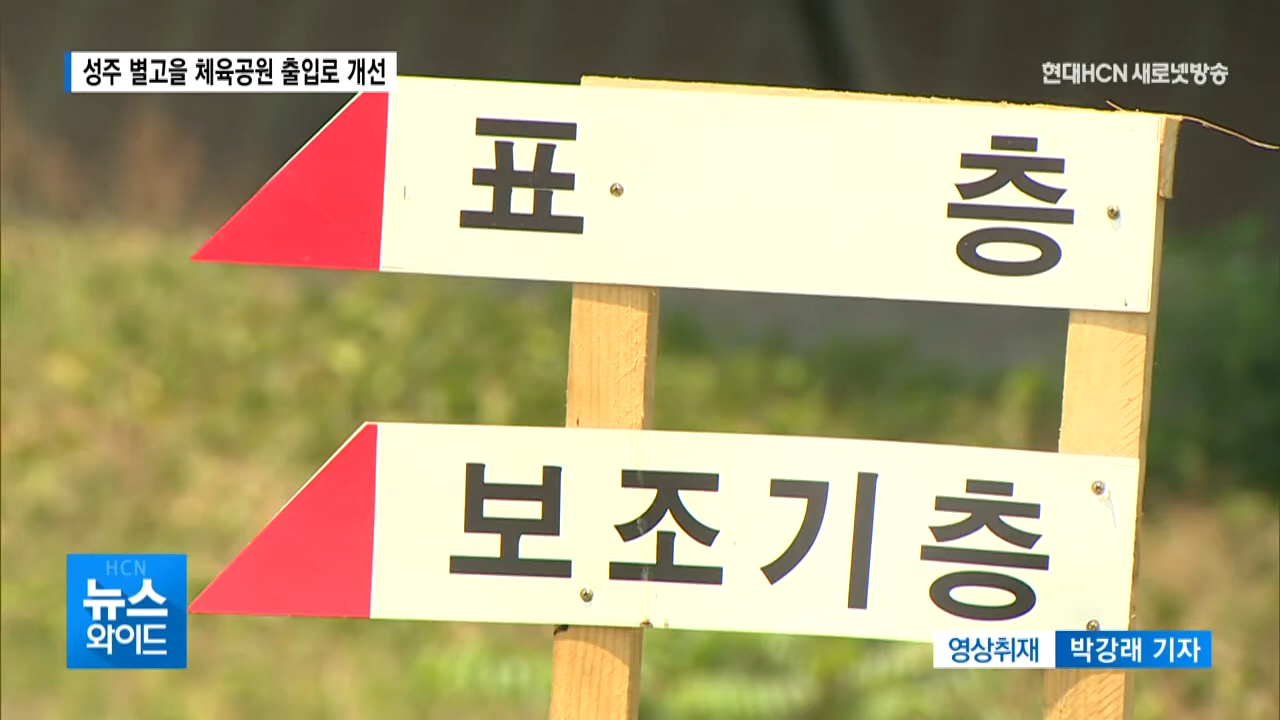 성주 별고을 체육공원 출입로 개선
현대HCN 새로넷방송
표 층
보조기층
HCN
뉴스
와이드
영상취재 박강래 기자